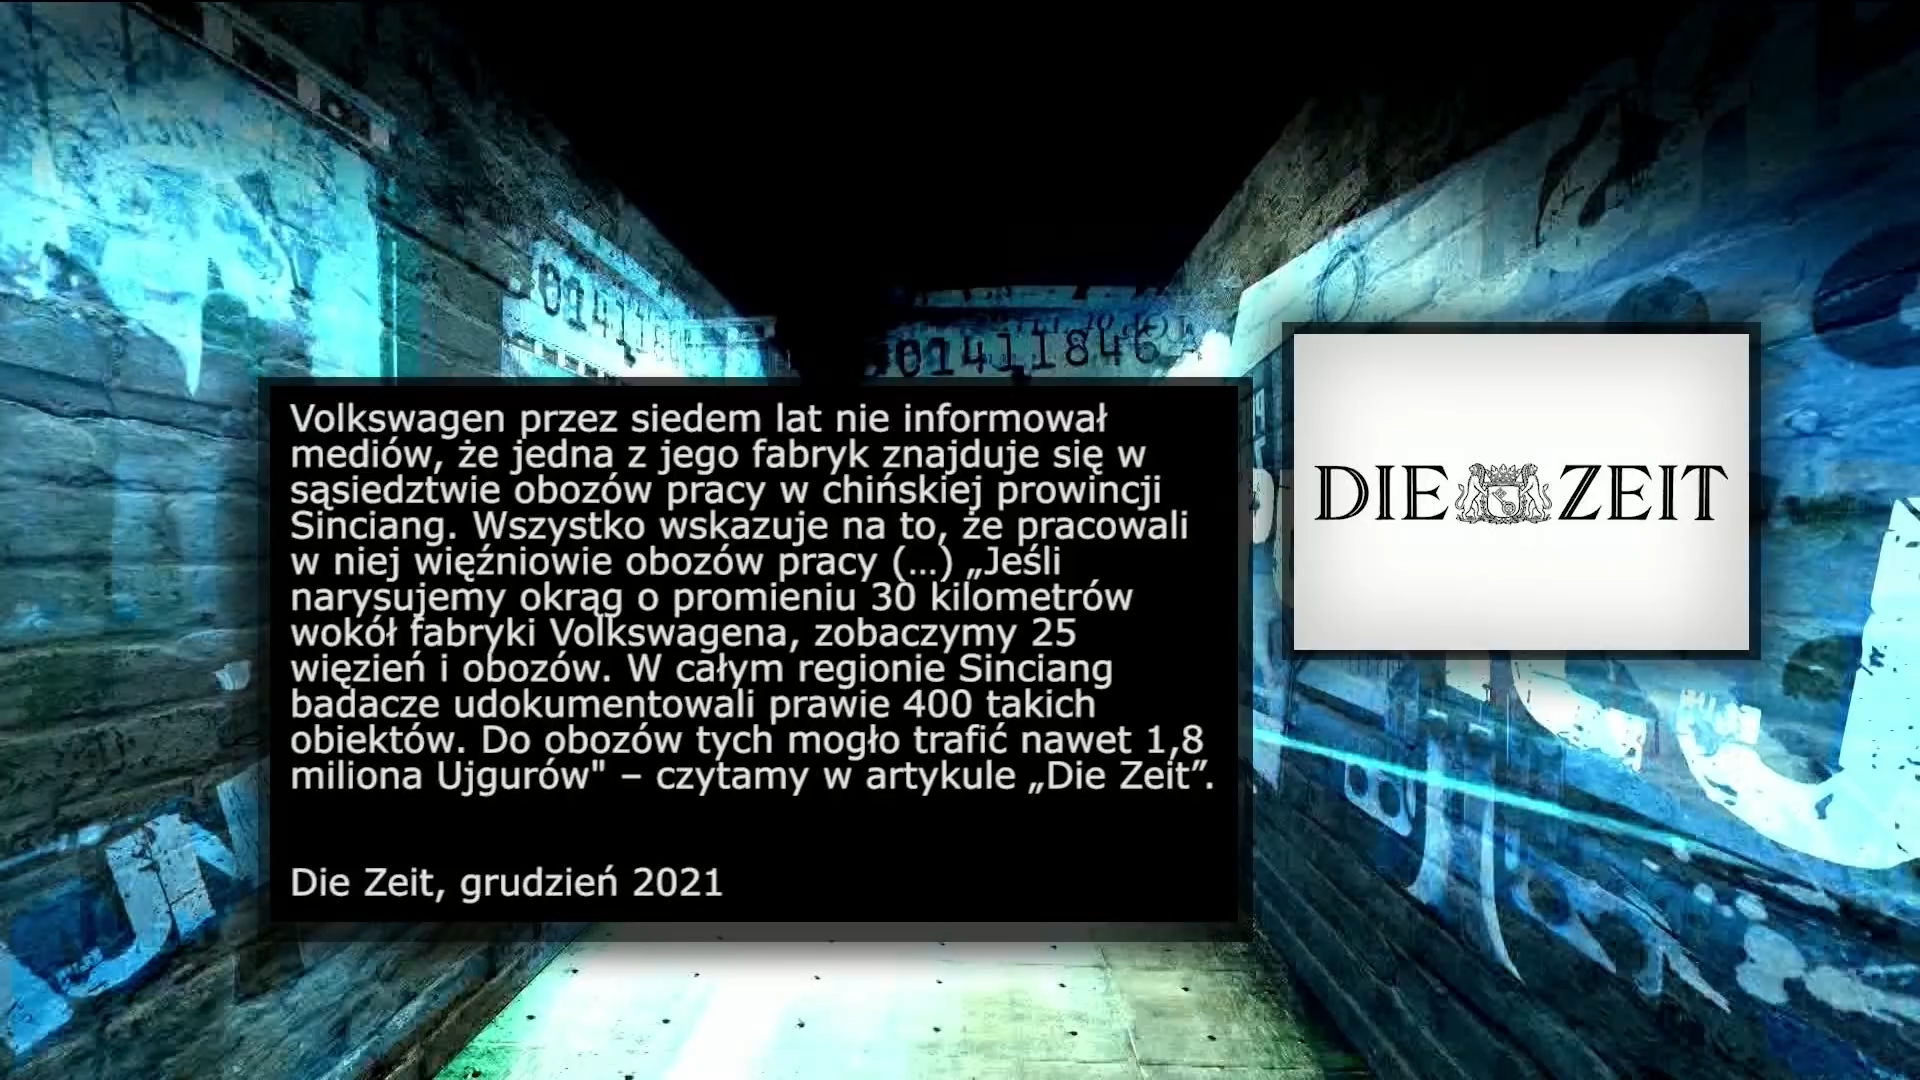 014118
01411846
Volkswagen przez siedem lat nie informował
mediów, że jedna z jego fabryk znajduje się w
sąsiedztwie obozów pracy w chińskiej prowincji
Sinciang. Wszystko wskazuje na to, że pracowali
w niej więźniowie obozów pracy (...) „Jeśli
narysujemy okrąg o promieniu 30 kilometrów
wokół fabryki Volkswagena, zobaczymy 25
więzień i obozów. W całym regionie Sinciang
badacze udokumentowali prawie 400 takich
obiektów. Do obozów tych mogło trafić nawet 1,8
miliona Ujgurów" – czytamy w artykule „Die Zeit”.
Die Zeit, grudzień 2021
DIE ZEIT